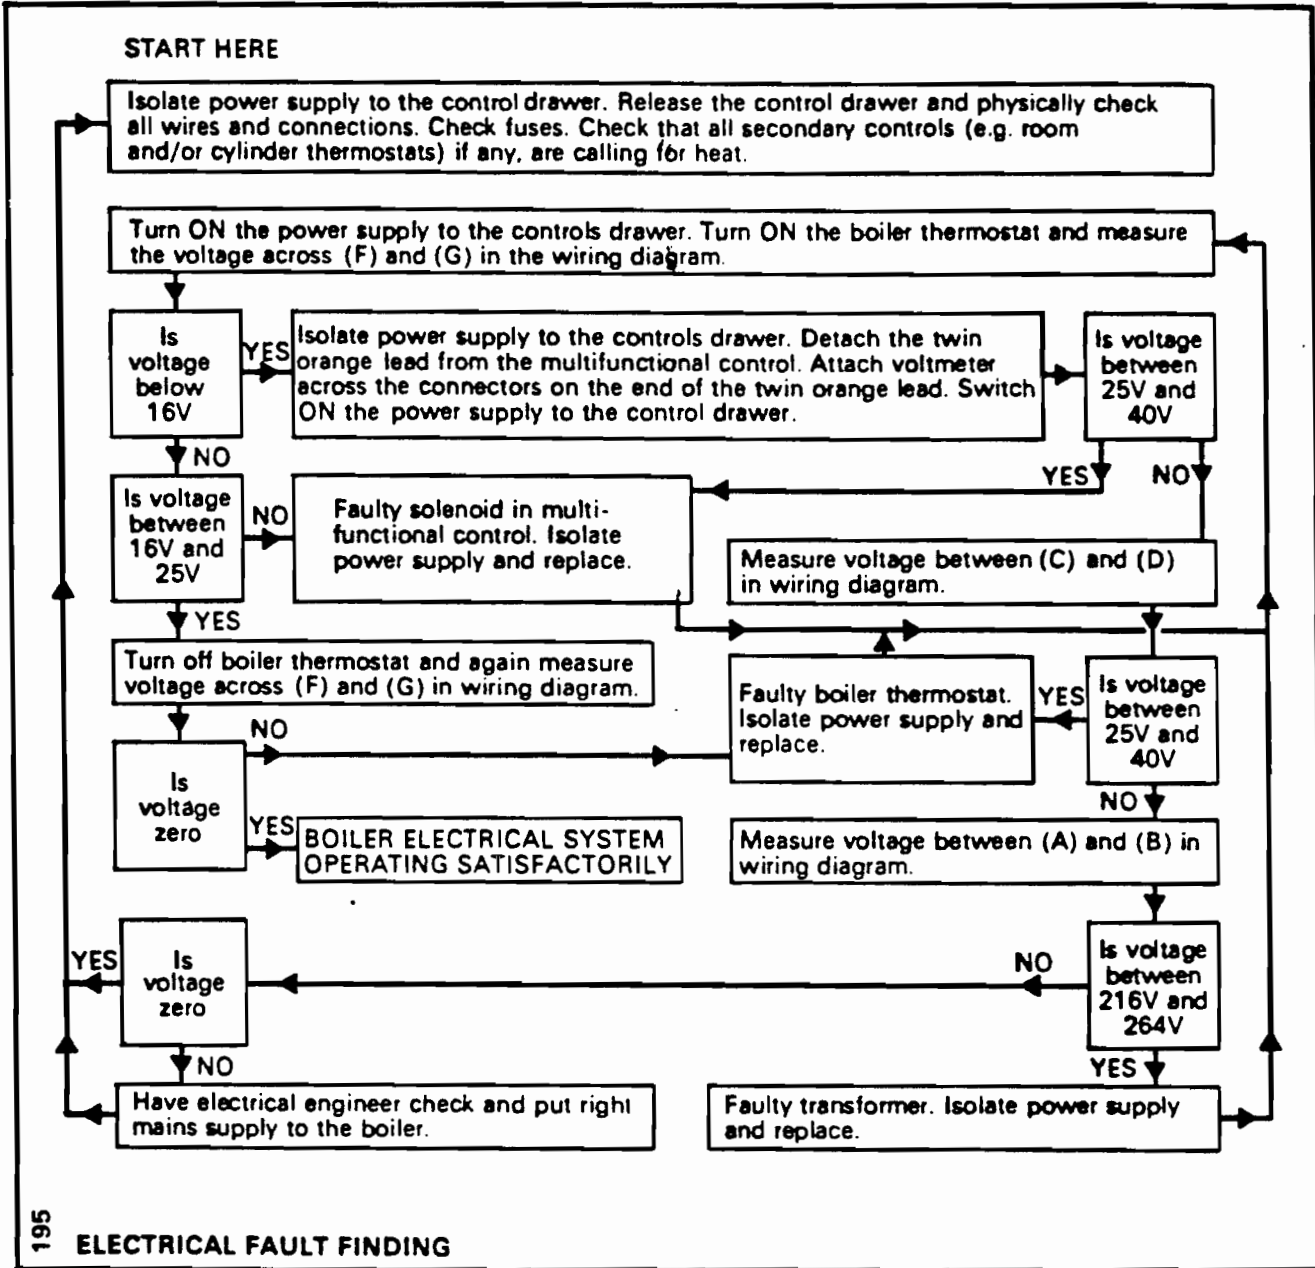 START HERE
Isolate power supply to the control drawer. Release the control drawer and physically check
all wires and connections. Check fuses. Check that all secondary controls (e.g. room
and/or cylinder thermostats) if any, are calling for heat.
Turn ON the power supply to the controls drawer. Turn ON the boiler thermostat and measure
the voltage across (F) and (G) in the wiring diagram.
Is
voltage
below
16V
YES
Isolate power supply to the controls drawer. Detach the twin
orange lead from the multifunctional control. Attach voltmeter
across the connectors on the end of the twin orange lead. Switch
ON the power supply to the control drawer.
Is voltage
between
25V and
40V
NO
YES
NO
Is voltage
between
16V and
25V
NO
Faulty solenoid in multi-
functional control. Isolate
power supply and replace.
Measure voltage between (C) and (D)
in wiring diagram.
YES
Turn off boiler thermostat and again measure
voltage across (F) and (G) in wiring diagram.
Faulty boiler thermostat.
Isolate power supply and
replace.
YES
Is voltage
between
25V and
40V
NO
Is
voltage
zero
YES
BOILER ELECTRICAL SYSTEM
OPERATING SATISFACTORILY
NO
Measure voltage between (A) and (B) in
wiring diagram.
YES
Is
voltage
zero
NO
Is voltage
between
216V and
264V
NO
YES
Have electrical engineer check and put right
mains supply to the boiler.
Faulty transformer. Isolate power supply
and replace.
195
ELECTRICAL FAULT FINDING